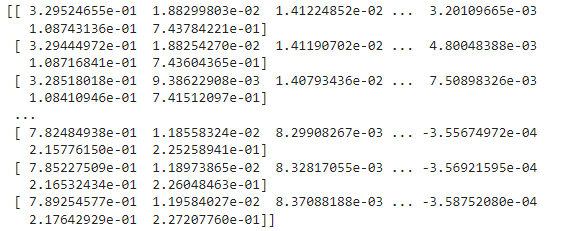 [[ 3.29524655e-01 1.88299803e-02 1.41224852e-02 ... 3.20109665e-03
1.08743136e-01 7.43784221e-01]
[ 3.29444972e-01 1.88254270e-02 1.41190702e-02 ... 4.80048388e-03
1.08716841e-01 7.43604365e-01]
[ 3.28518018e-01 9.38622908e-03 1.40793436e-02 ... 7.50898326e-03
1.08410946e-01 7.41512097e-01]
...
[ 7.82484938e-01 1.18558324e-02 8.29908267e-03 ... -3.55674972e-04
2.15776150e-01 2.25258941e-01]
[ 7.85227509e-01 1.18973865e-02 8.32817055e-03 ... -3.56921595e-04
2.16532434e-01 2.26048463e-01]
[ 7.89254577e-01 1.19584027e-02 8.37088188e-03 ... -3.58752080e-04
2.17642929e-01 2.27207760e-01]]